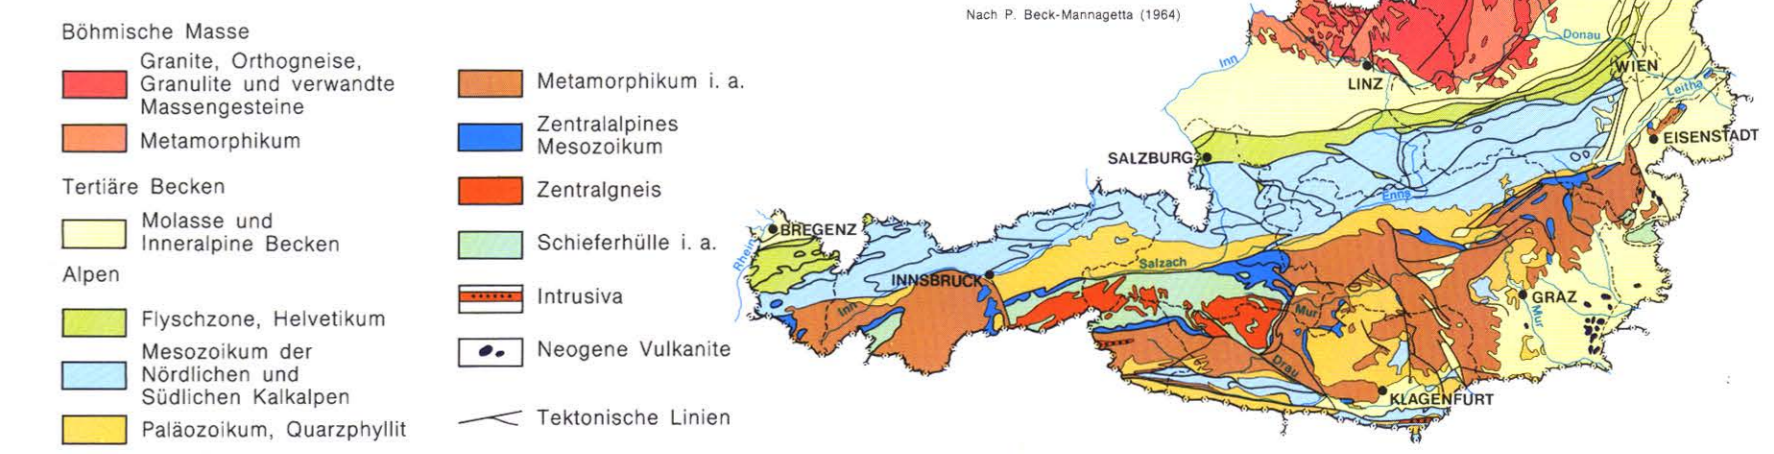 Nach P. Beck-Mannagetta (1964)
Böhmische Masse
Granite, Orthogneise,
Granulite und verwandte
Massengesteine
Metamorphikum
Tertiäre Becken
Molasse und
Inneralpine Becken
Alpen
Flyschzone, Helvetikum
Mesozoikum der
Nördlichen und
Südlichen Kalkalpen
Paläozoikum, Quarzphyllit
Metamorphikum i. a.
Zentralalpines
Mesozoikum
Zentralgneis
Schieferhülle i. a.
Intrusiva
Neogene Vulkanite
Tektonische Linien
Donau
Inn
WIEN
LINZ
Leitha
EISENSTADT
SALZBURG
Enns
BREGENZ
Rhein
Salzach
INNSBRUCK
Inn
GRAZ
Mur
Mur
Drau
KLAGENFURT